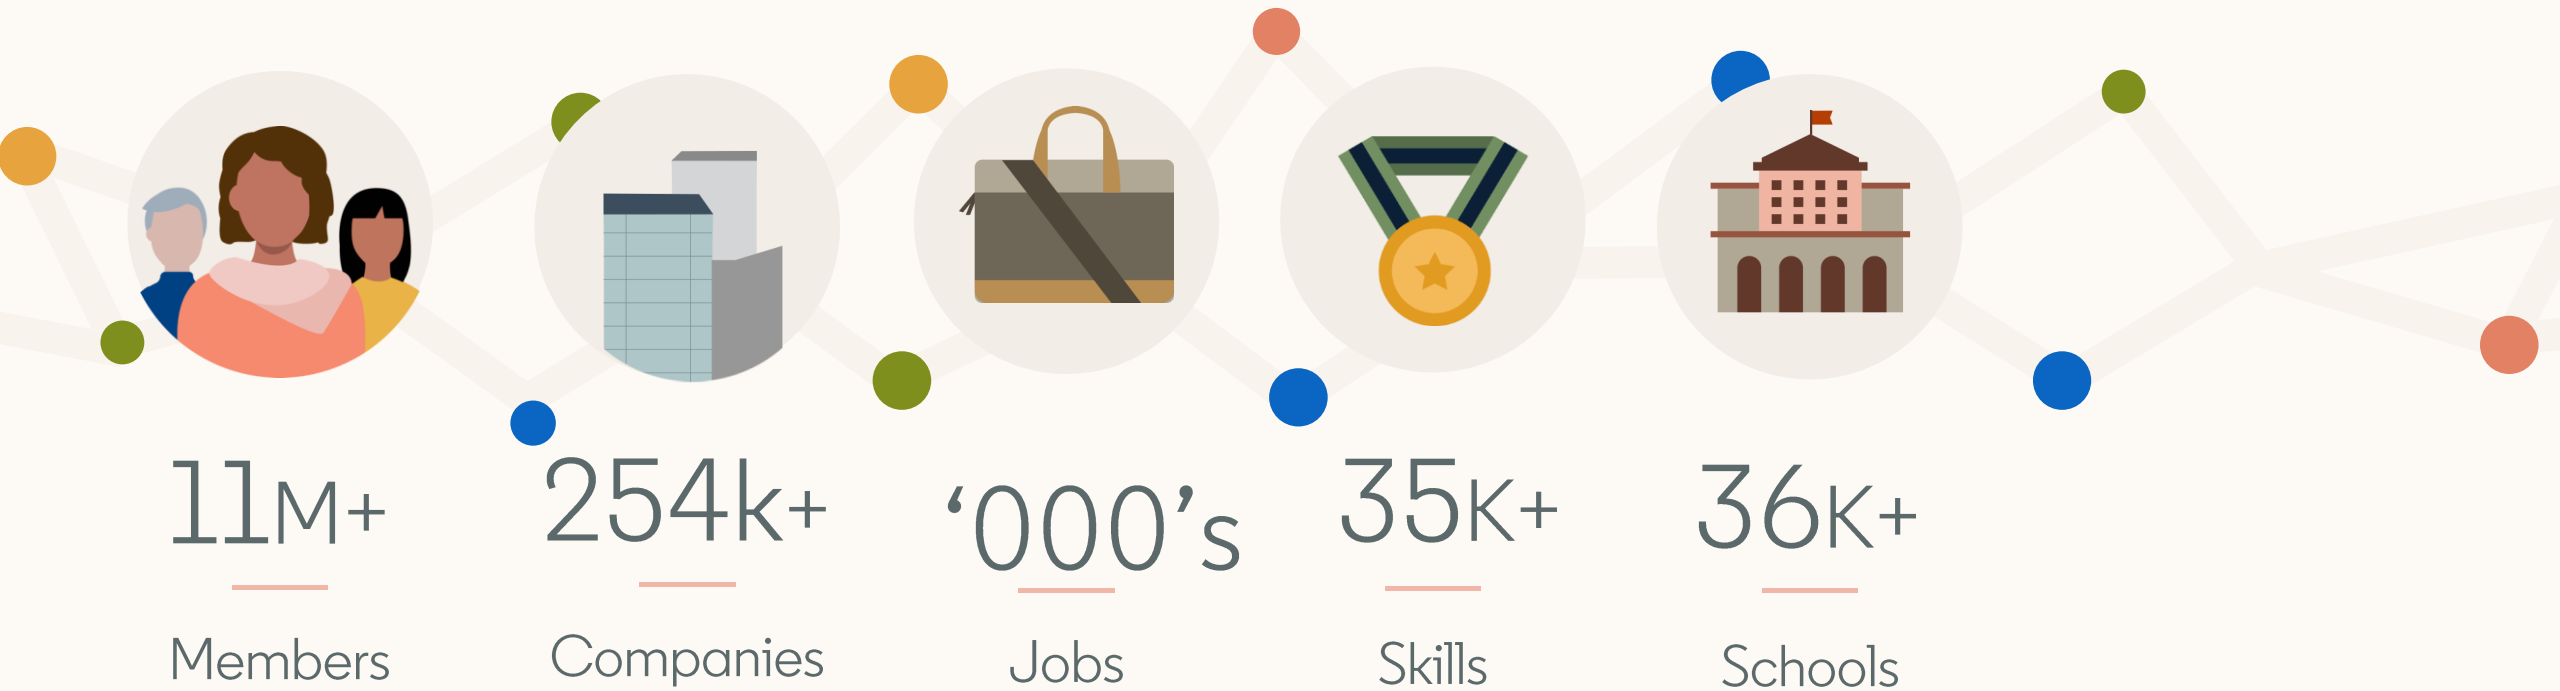 11M+
254k+
‘000’s
35K+
36K+
Members
Companies
Jobs
Skills
Schools